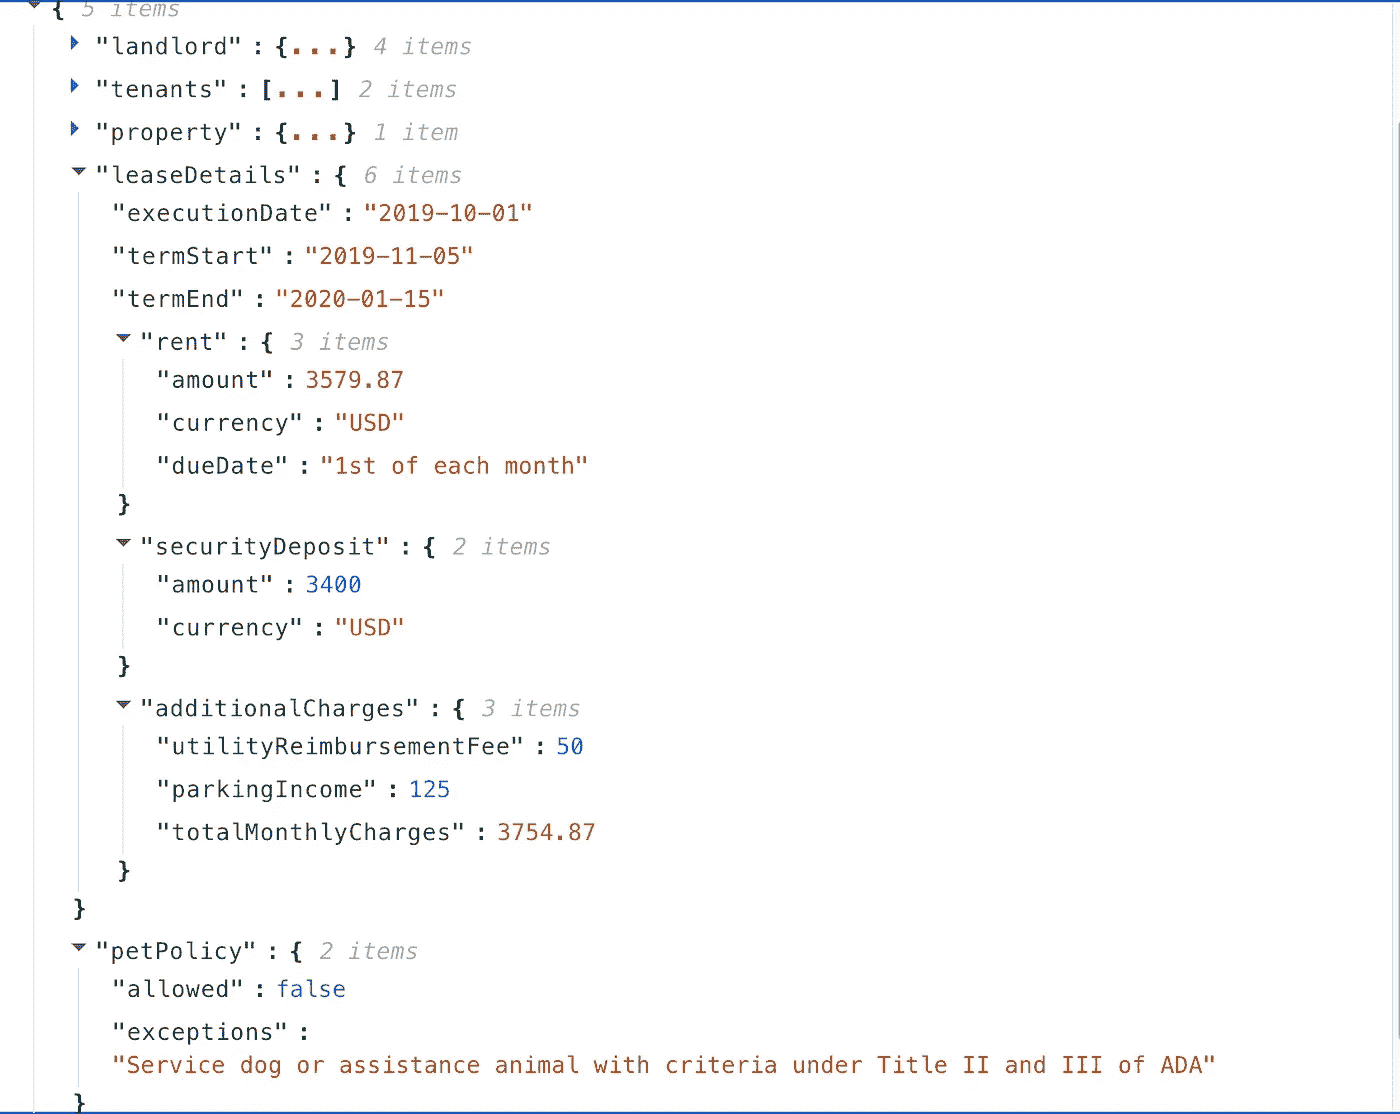 { 5 items
"landlord" : {...} 4 items
"tenants" : [...] 2 items
"property" : {...} 1 item
"leaseDetails" : { 6 items
"executionDate" : "2019-10-01"
"termStart" : "2019-11-05"
"termEnd" : "2020-01-15"
"rent" : { 3 items
"amount" : 3579.87
"currency" : "USD"
"dueDate" : "1st of each month"
}
"securityDeposit" : { 2 items
"amount" : 3400
"currency" : "USD"
}
"additionalCharges" : { 3 items
"utilityReimbursementFee" : 50
"parkingIncome" : 125
"totalMonthlyCharges" : 3754.87
}
}
"petPolicy" : { 2 items
"allowed" : false
"exceptions" :
"Service dog or assistance animal with criteria under Title II and III of ADA"
}